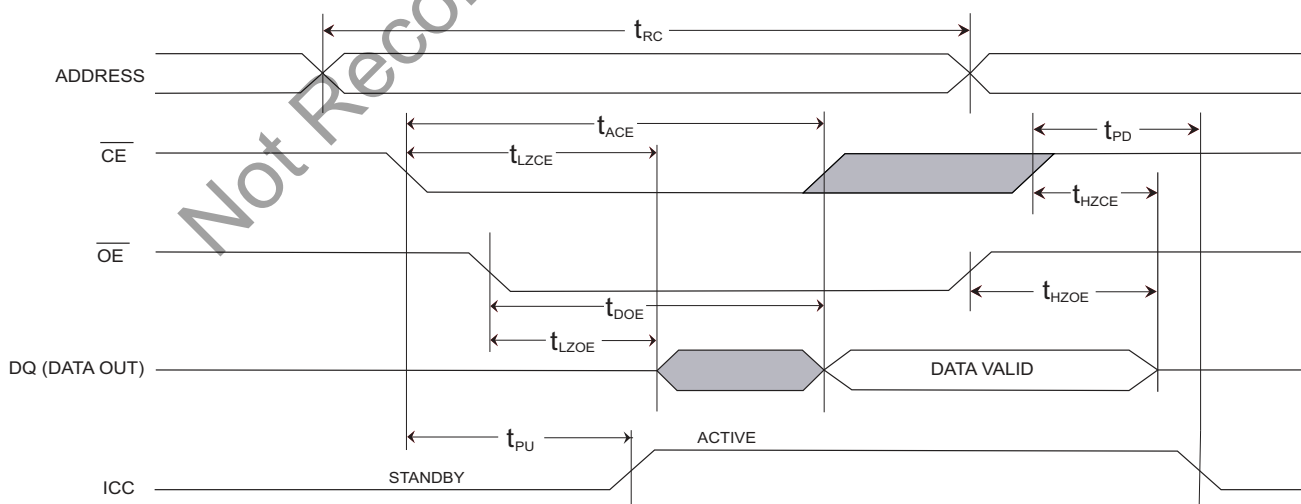 tRC
ADDRESS
tACE
tPD
CE
tLZCE
tHZCE
Not Reco
OE
tHZOE
tDOE
tLZOE
DQ (DATA OUT)
DATA VALID
tPU
ACTIVE
STANDBY
ICC